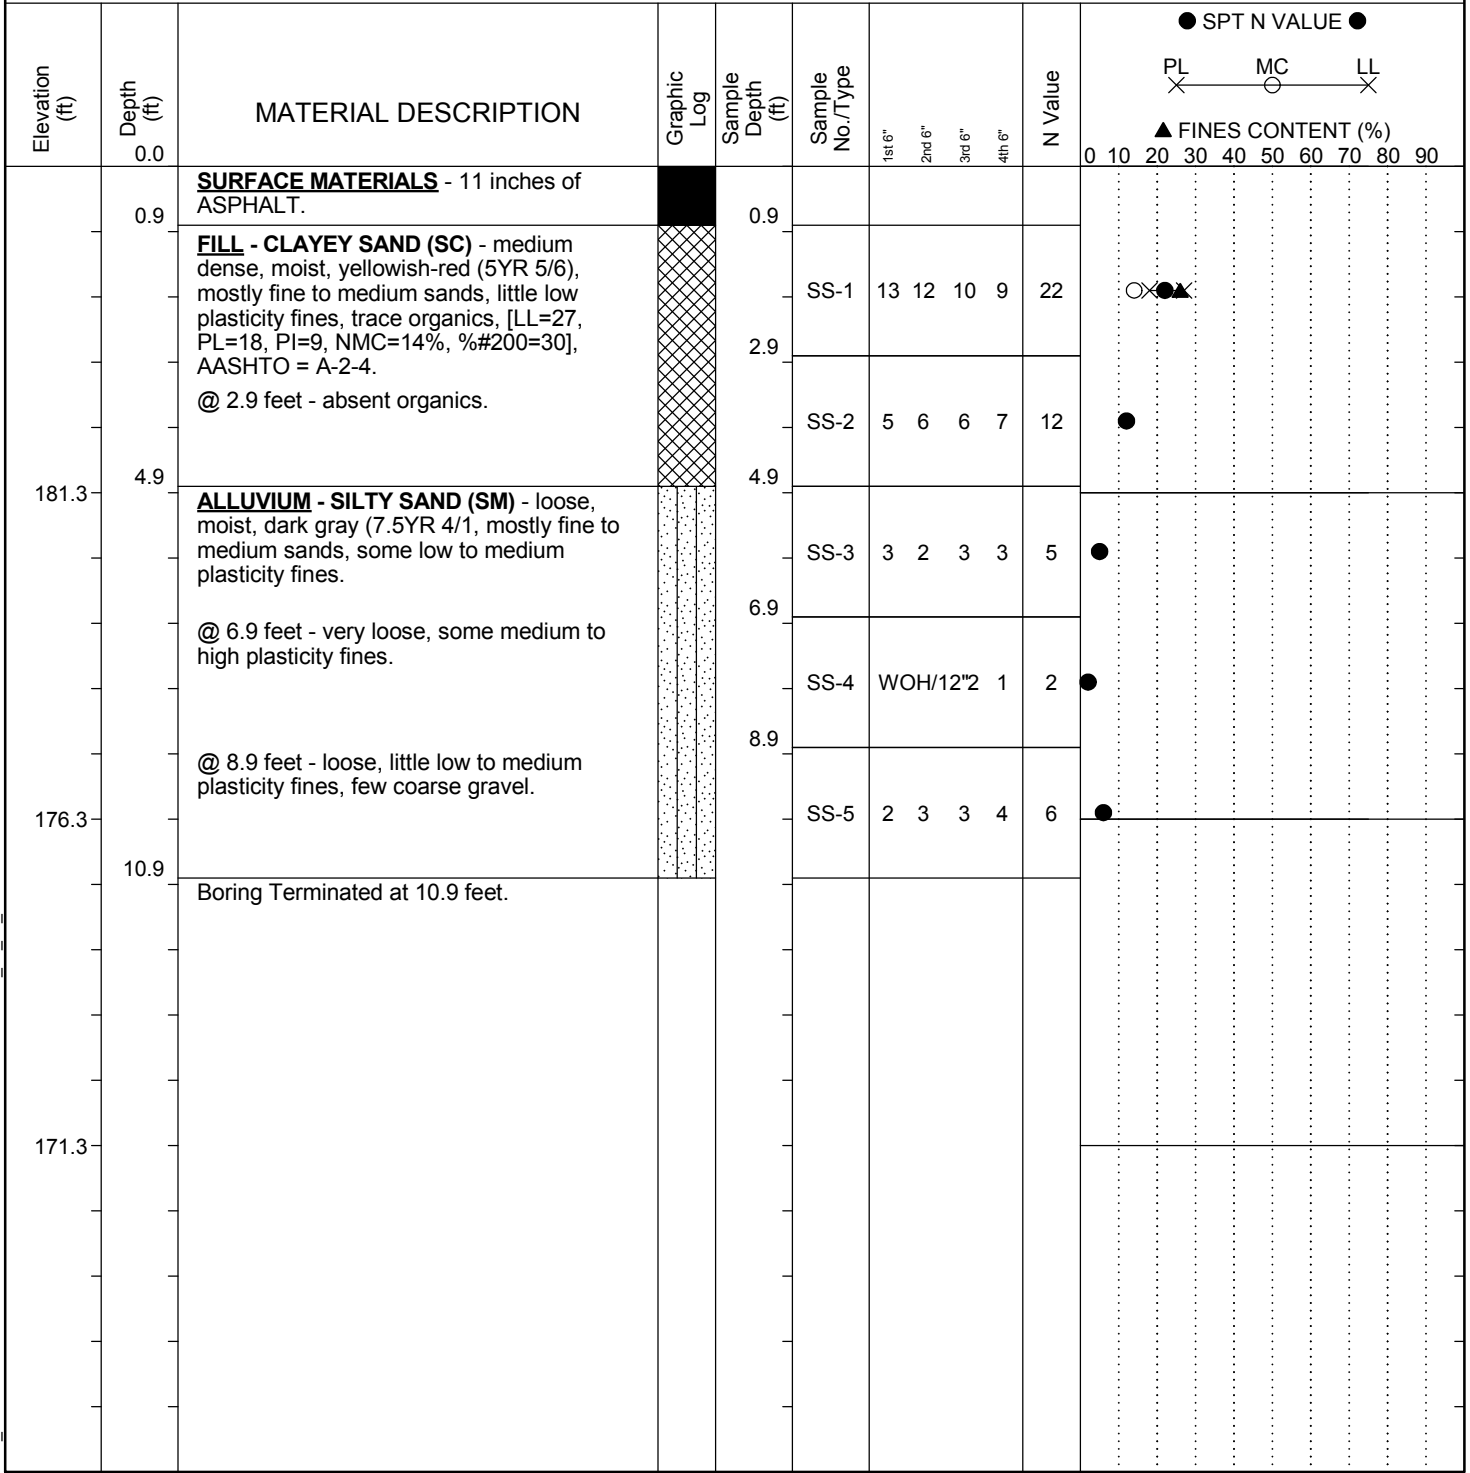 ● SPT N VALUE ●
PL MC LL
▲ FINES CONTENT (%)
0 10 20 30 40 50 60 70 80 90
Elevation (ft)
Depth (ft)
0.0
MATERIAL DESCRIPTION
Graphic Log
Sample Depth (ft)
Sample No./Type
1st 6"
2nd 6"
3rd 6"
4th 6"
N Value
SURFACE MATERIALS - 11 inches of
ASPHALT.
0.9 0.9
FILL - CLAYEY SAND (SC) - medium
dense, moist, yellowish-red (5YR 5/6),
mostly fine to medium sands, little low
plasticity fines, trace organics, [LL=27,
PL=18, PI=9, NMC=14%, %#200=30],
AASHTO = A-2-4.
SS-1 13 12 10 9 22
2.9
@ 2.9 feet - absent organics.
SS-2 5 6 6 7 12
4.9 4.9
181.3
ALLUVIUM - SILTY SAND (SM) - loose,
moist, dark gray (7.5YR 4/1, mostly fine to
medium sands, some low to medium
plasticity fines.
SS-3 3 2 3 3 5
6.9
@ 6.9 feet - very loose, some medium to
high plasticity fines.
SS-4 WOH/12"2 1 2
8.9
@ 8.9 feet - loose, little low to medium
plasticity fines, few coarse gravel.
SS-5 2 3 3 4 6
176.3
10.9
Boring Terminated at 10.9 feet.
171.3